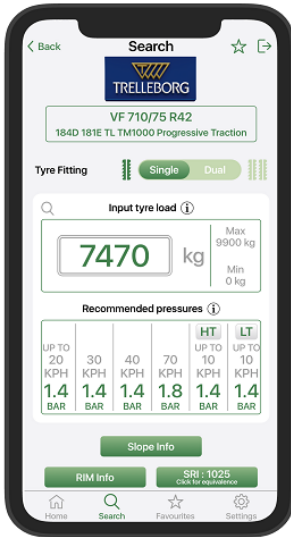 Back
Search
TRELLEBORG
VF 710/75 R42
184D 181E TL TM1000 Progressive Traction
Tyre Fitting
Single
Dual
Input tyre load i
Max
9900 kg
7470 kg
Min
0 kg
Recommended pressures i
HT LT
UP TO UP TO UP TO
20 30 40 70 10 10
KPH KPH KPH KPH KPH KPH
1.4 1.4 1.4 1.8 1.4 1.4
BAR BAR BAR BAR BAR BAR
Slope Info
RIM Info
SRI : 1025
Click for equivalence
Home Search Favourites Settings